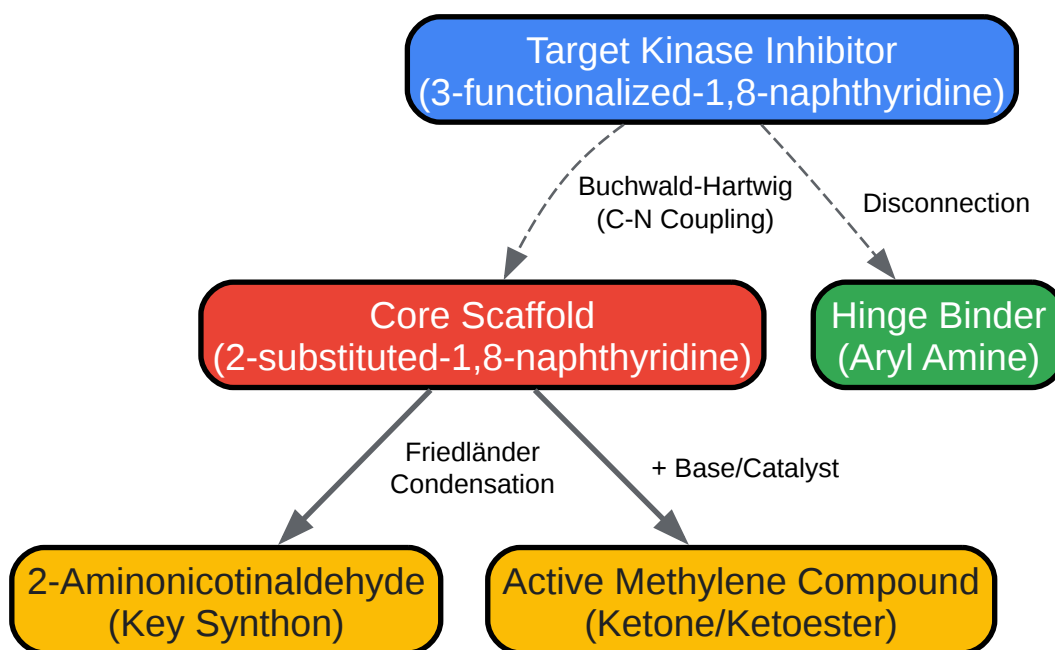 Target Kinase Inhibitor
(3-functionalized-1,8-naphthyridine)
Buchwald-Hartwig
(C-N Coupling)
Disconnection
Core Scaffold
(2-substituted-1,8-naphthyridine)
Hinge Binder
(Aryl Amine)
Friedländer
Condensation
+ Base/Catalyst
2-Aminonicotinaldehyde
(Key Synthon)
Active Methylene Compound
(Ketone/Ketoester)